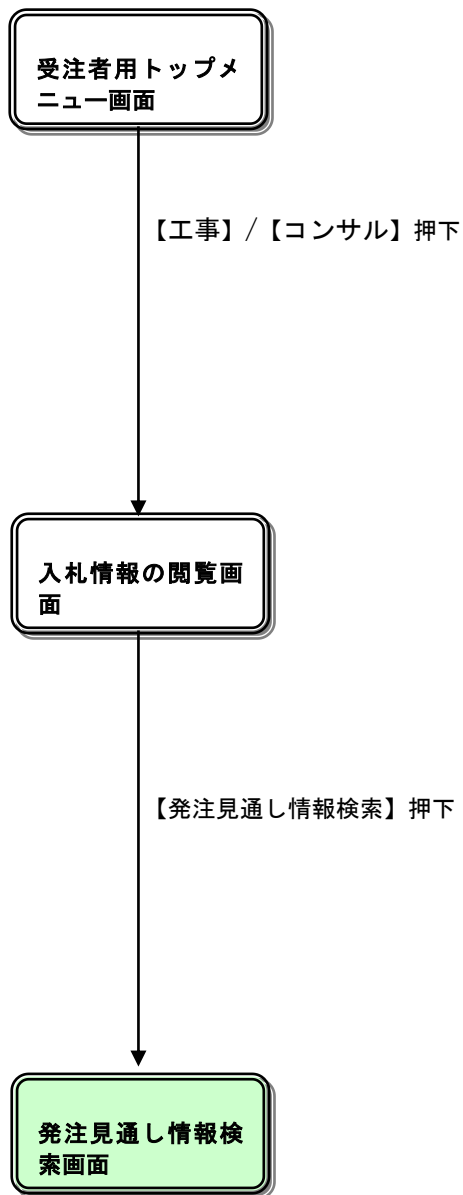 受注者用トップメ
ニュー画面
【工事】/【コンサル】押下
入札情報の閲覧画
面
【発注見通し情報検索】押下
発注見通し情報検
索画面